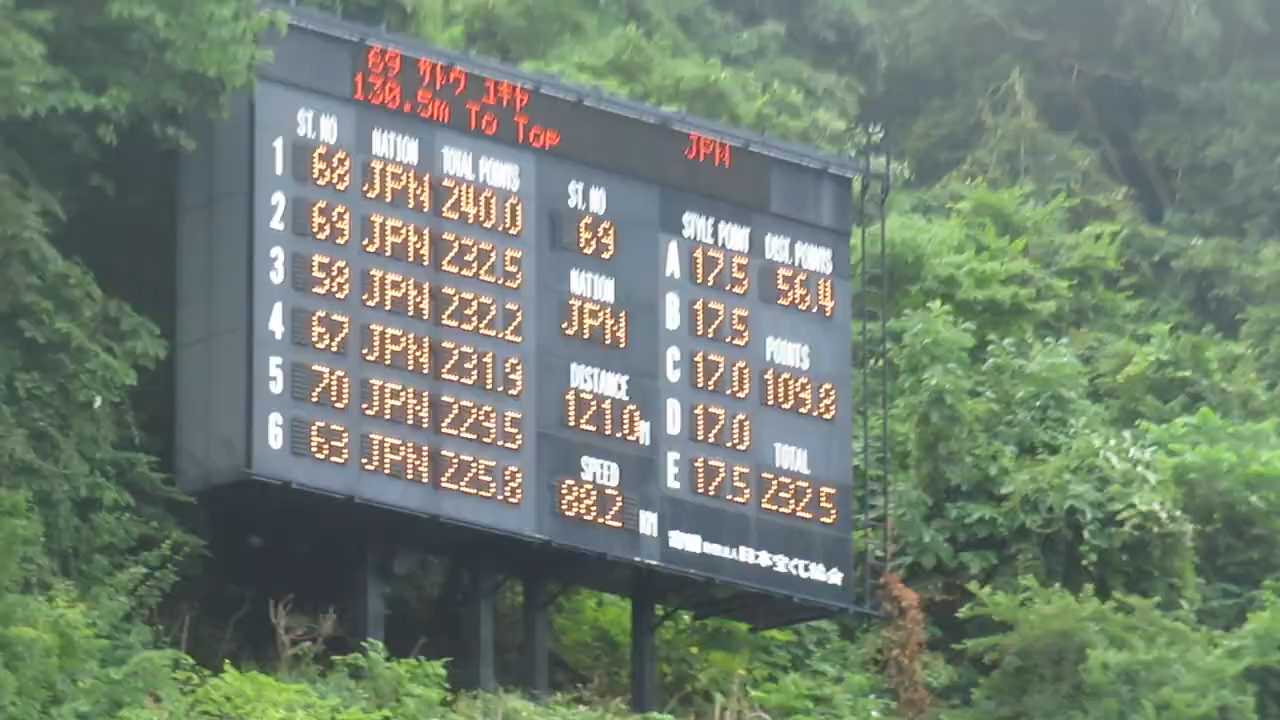 69 サトウ ユキヤ JPN
130.5m To Top
ST. NO NATION TOTAL POINTS
1 68 JPN 240.0
2 69 JPN 232.5
3 58 JPN 232.2
4 67 JPN 231.9
5 70 JPN 229.5
6 63 JPN 225.8
ST. NO
69
NATION
JPN
DISTANCE
121.0M
SPEED
88.2 KM
STYLE POINT
A 17.5
B 17.5
C 17.0
D 17.0
E 17.5
DIST. POINTS
56.4
POINTS
109.8
TOTAL
232.5
日本宝くじ協会